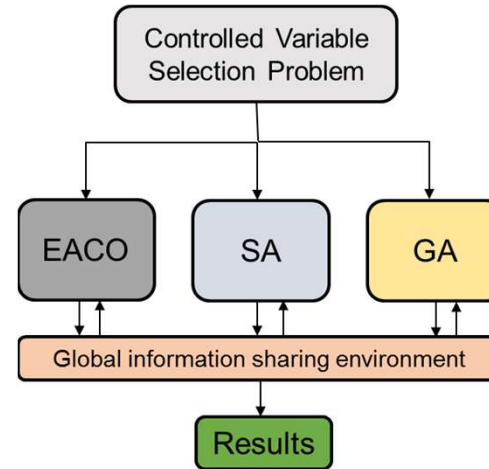 Controlled Variable
Selection Problem
EACO
SA
GA
Global information sharing environment
Results